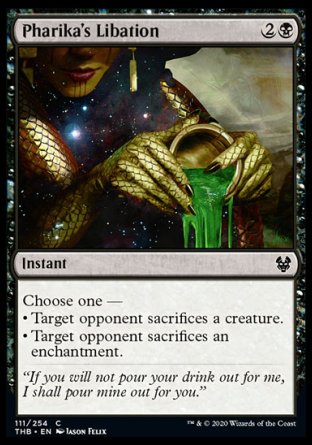 Pharika's Libation 2
Instant
Choose one —
• Target opponent sacrifices a creature.
• Target opponent sacrifices an
enchantment.
"If you will not pour your drink out for me,
I shall pour mine out for you."
111/254 C
THB • EN Jason Felix
™ & © 2020 Wizards of the Coast